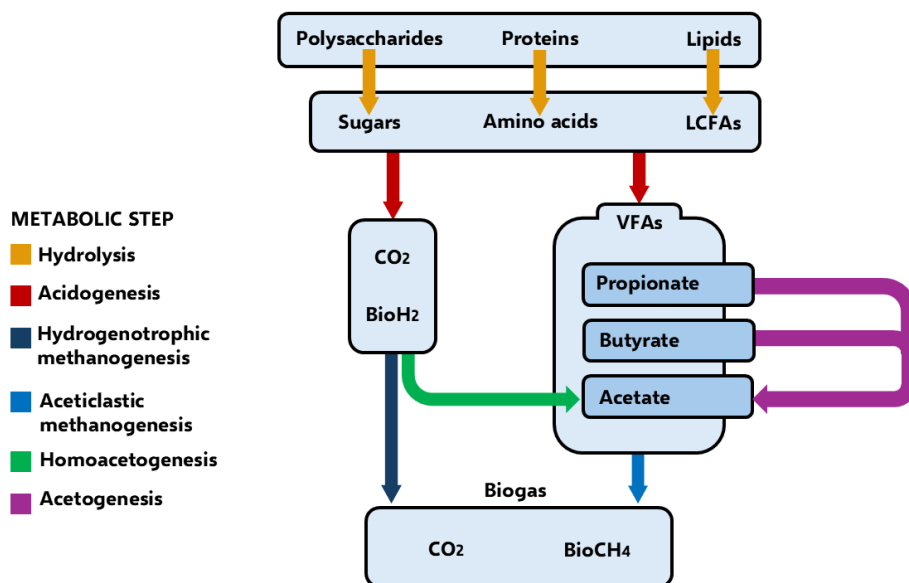 Polysaccharides Proteins Lipids
Sugars Amino acids LCFAs
METABOLIC STEP
Hydrolysis
Acidogenesis
Hydrogenotrophic
methanogenesis
Aceticlastic
methanogenesis
Homoacetogenesis
Acetogenesis
CO2
BioH2
VFAs
Propionate
Butyrate
Acetate
Biogas
CO2 BioCH4